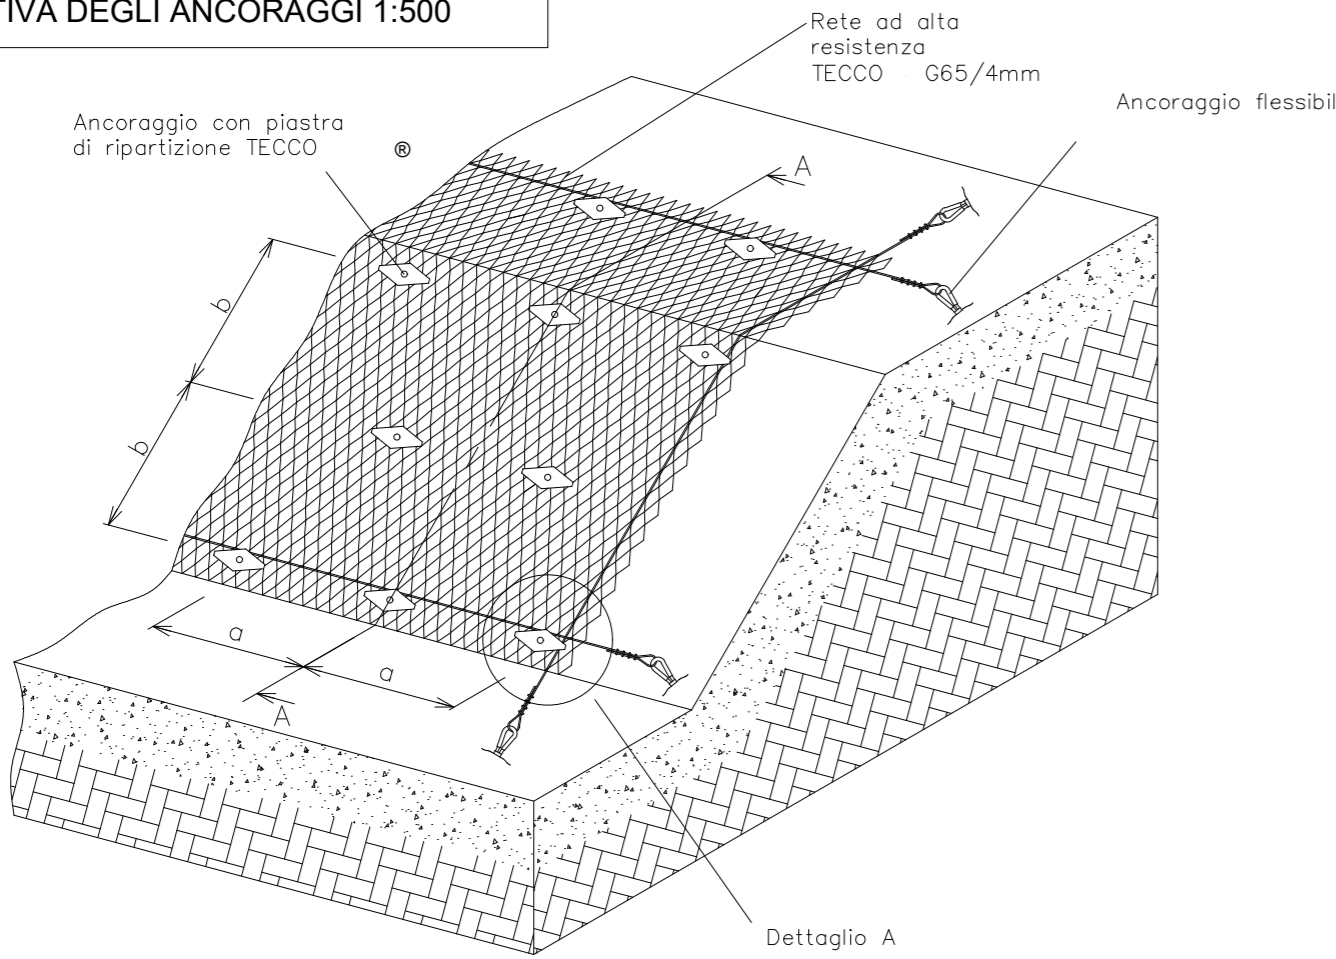 TIVA DEGLI ANCORAGGI 1:500
Rete ad alta
resistenza
TECCO G65/4mm
Ancoraggio flessibil
Ancoraggio con piastra
di ripartizione TECCO ®
A
b
b
a
a
A
Dettaglio A